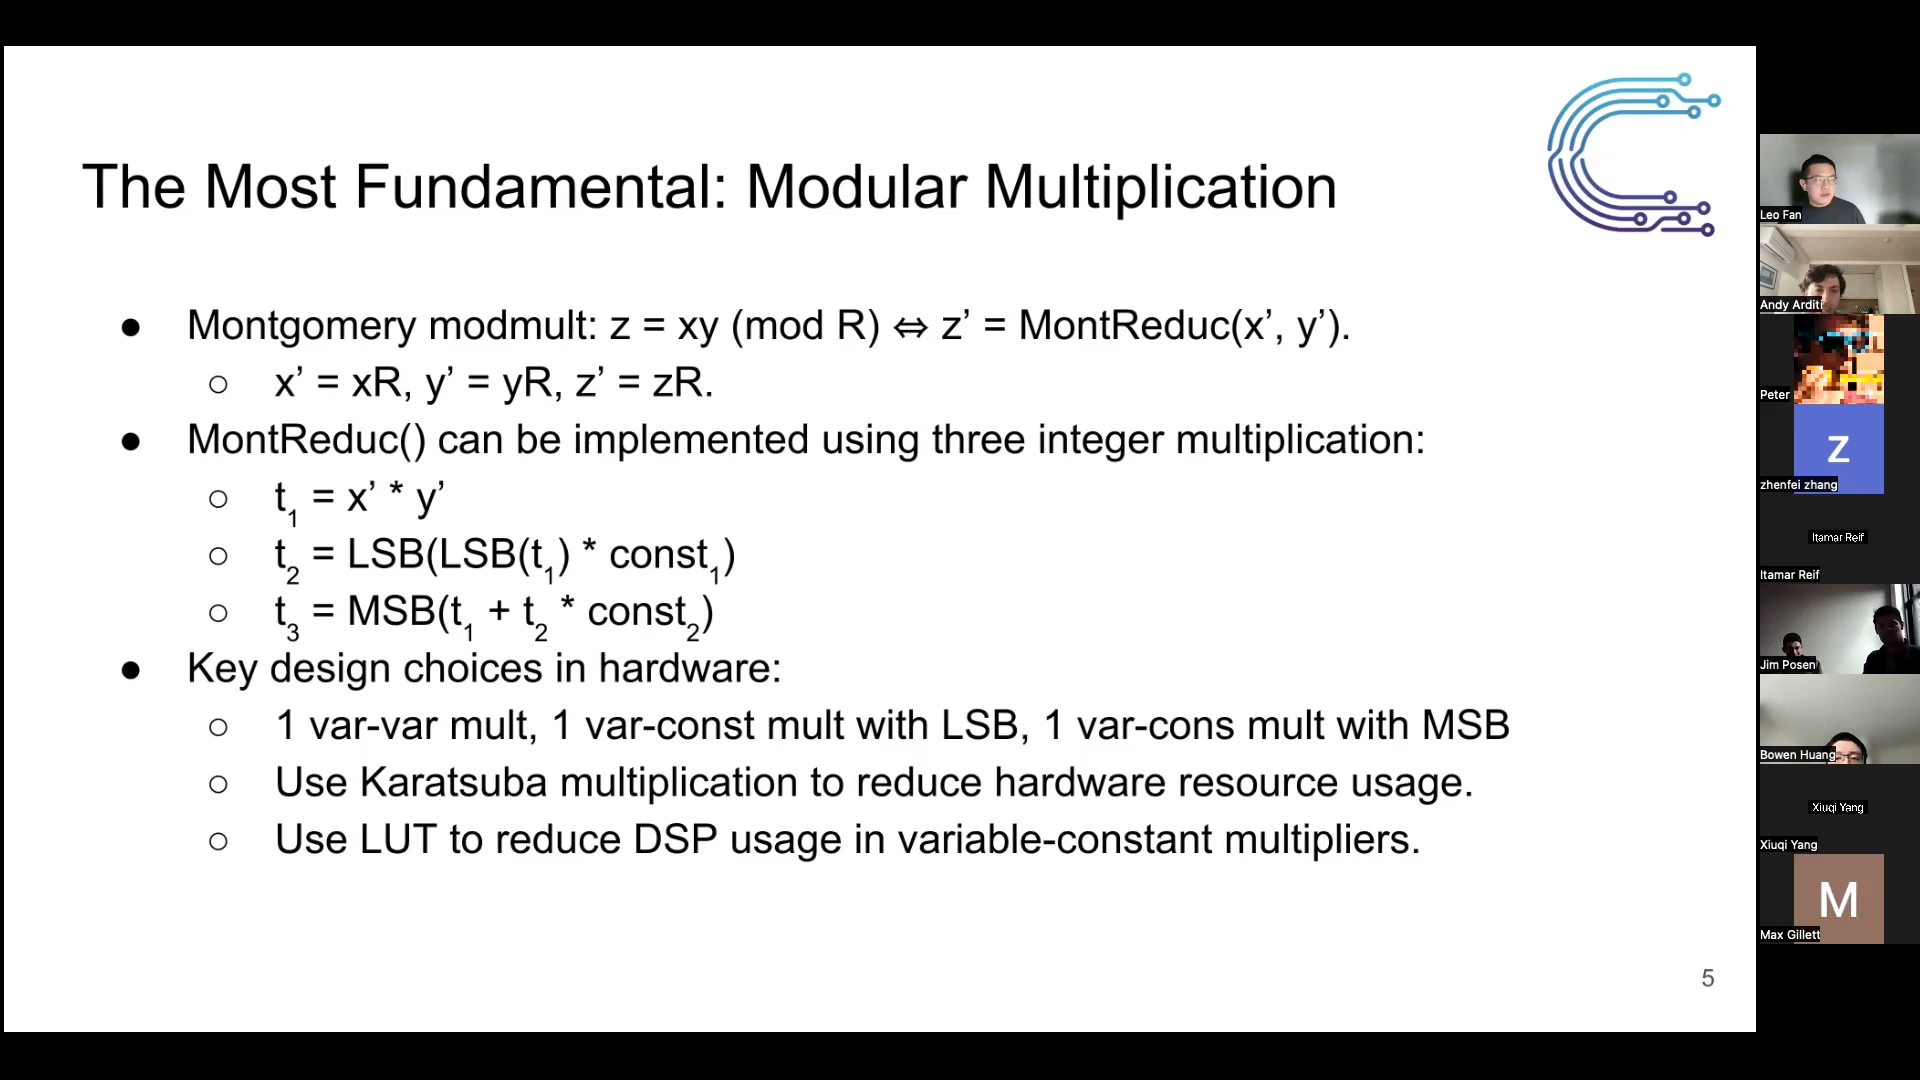 The Most Fundamental: Modular Multiplication
● Montgomery modmult: z = xy (mod R) ⇔ z’ = MontReduc(x’, y’).
○ x’ = xR, y’ = yR, z’ = zR.
● MontReduc() can be implemented using three integer multiplication:
○ t₁ = x’ * y’
○ t₂ = LSB(LSB(t₁) * const₁)
○ t₃ = MSB(t₁ + t₂ * const₂)
● Key design choices in hardware:
○ 1 var-var mult, 1 var-const mult with LSB, 1 var-cons mult with MSB
○ Use Karatsuba multiplication to reduce hardware resource usage.
○ Use LUT to reduce DSP usage in variable-constant multipliers.
5
Leo Fan
Andy Arditi
Peter
Z
zhenfei zhang
Itamar Reif
Itamar Reif
Jim Posen
Bowen Huang
Xiuqi Yang
Xiuqi Yang
M
Max Gillett